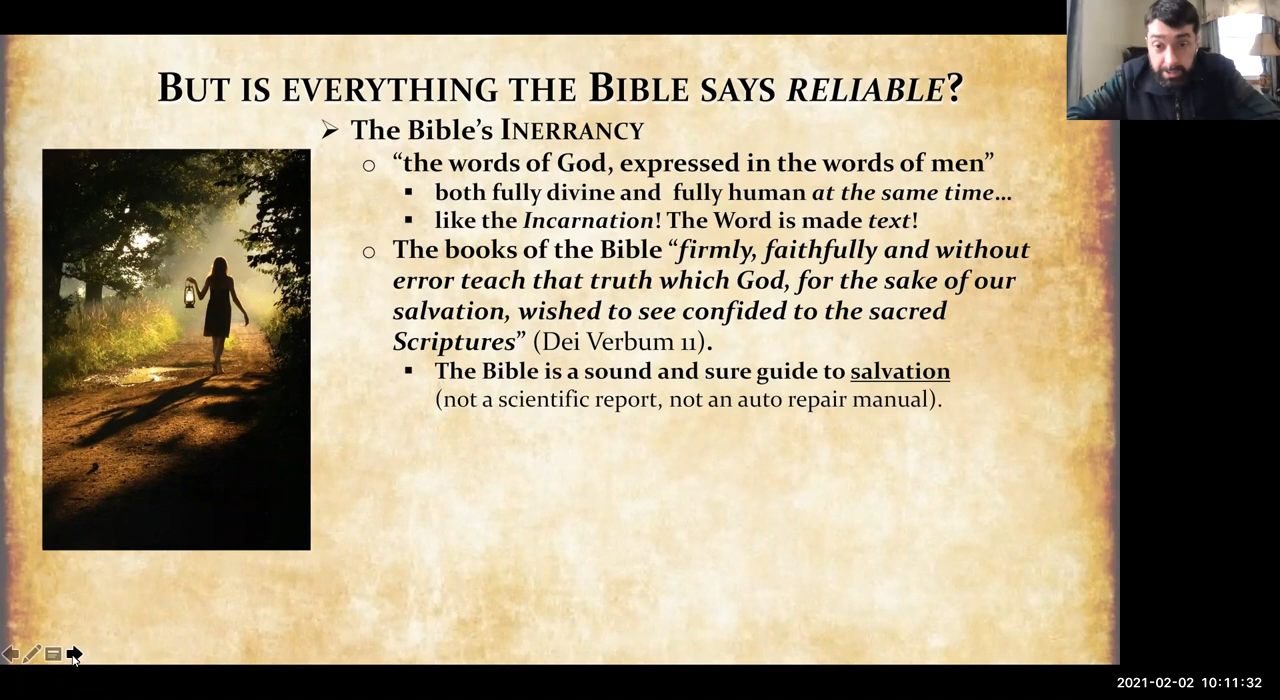 BUT IS EVERYTHING THE BIBLE SAYS RELIABLE?
➢ The Bible's INERRANCY
o “the words of God, expressed in the words of men”
▪ both fully divine and  fully human at the same time…
▪ like the Incarnation! The Word is made text!
o The books of the Bible “firmly, faithfully and without
error teach that truth which God, for the sake of our
salvation, wished to see confided to the sacred
Scriptures” (Dei Verbum 11).
▪ The Bible is a sound and sure guide to salvation
(not a scientific report, not an auto repair manual).
2021-02-02 10:11:32